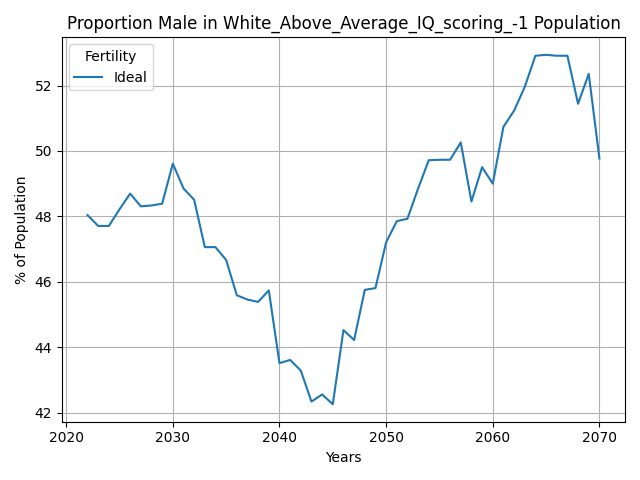 Proportion Male in White_Above_Average_IQ_scoring_-1 Population
Fertility
Ideal
% of Population
52
50
48
46
44
42
2020
2030
2040
2050
2060
2070
Years